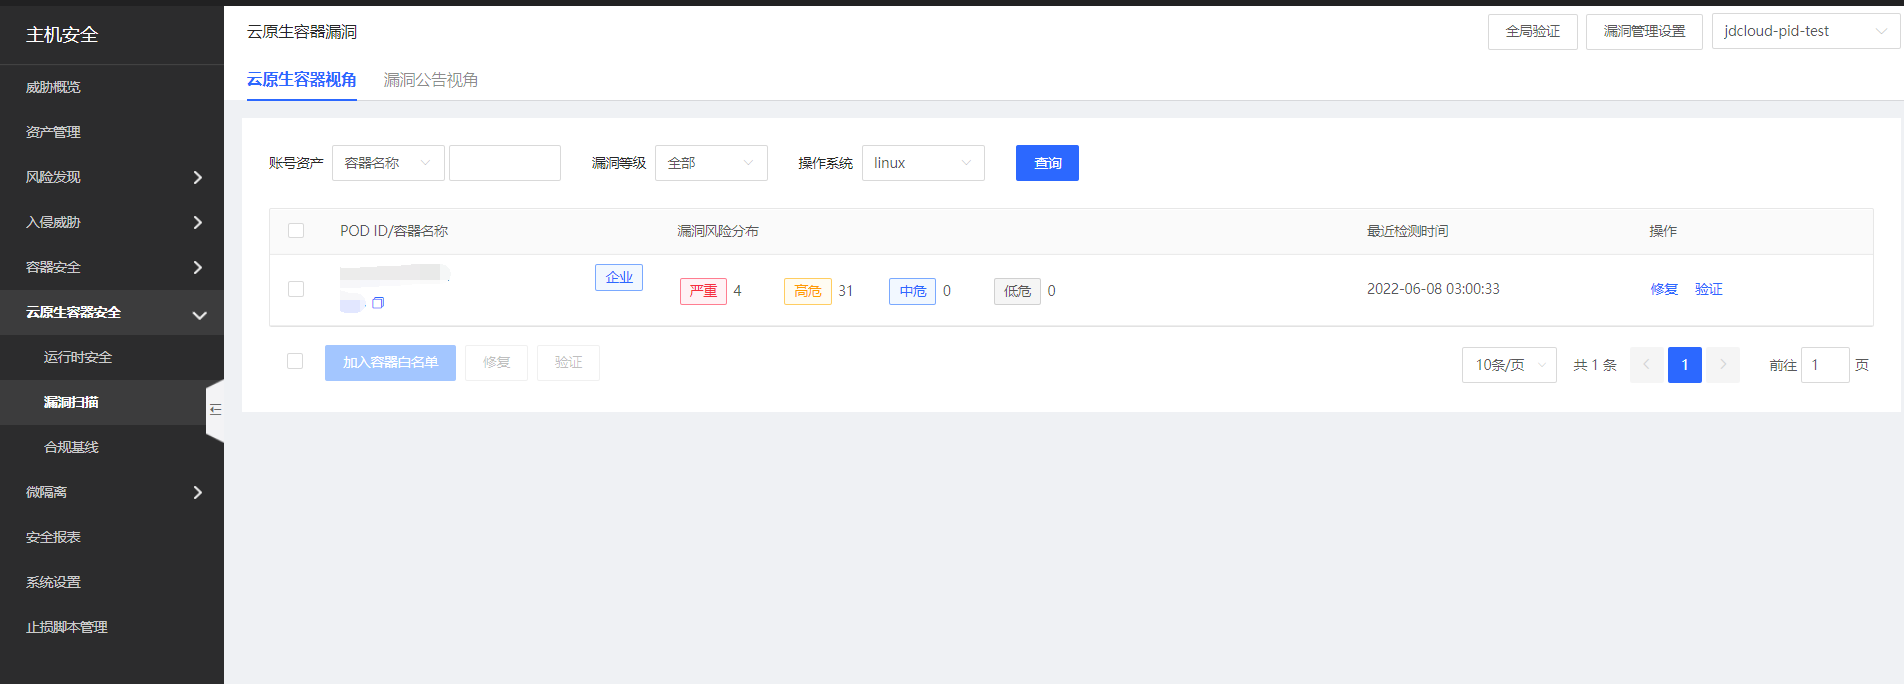 主机安全
威胁概览
资产管理
风险发现
入侵威胁
容器安全
云原生容器安全
运行时安全
漏洞扫描
合规基线
微隔离
安全报表
系统设置
止损脚本管理
云原生容器漏洞
全局验证 漏洞管理设置 jdcloud-pid-test
云原生容器视角 漏洞公告视角
账号资产 容器名称 漏洞等级 全部 操作系统 linux 查询
POD ID/容器名称 漏洞风险分布 最近检测时间 操作
企业 严重 4 高危 31 中危 0 低危 0 2022-06-08 03:00:33 修复 验证
加入容器白名单 修复 验证 10条/页 共 1 条 1 前往 1 页